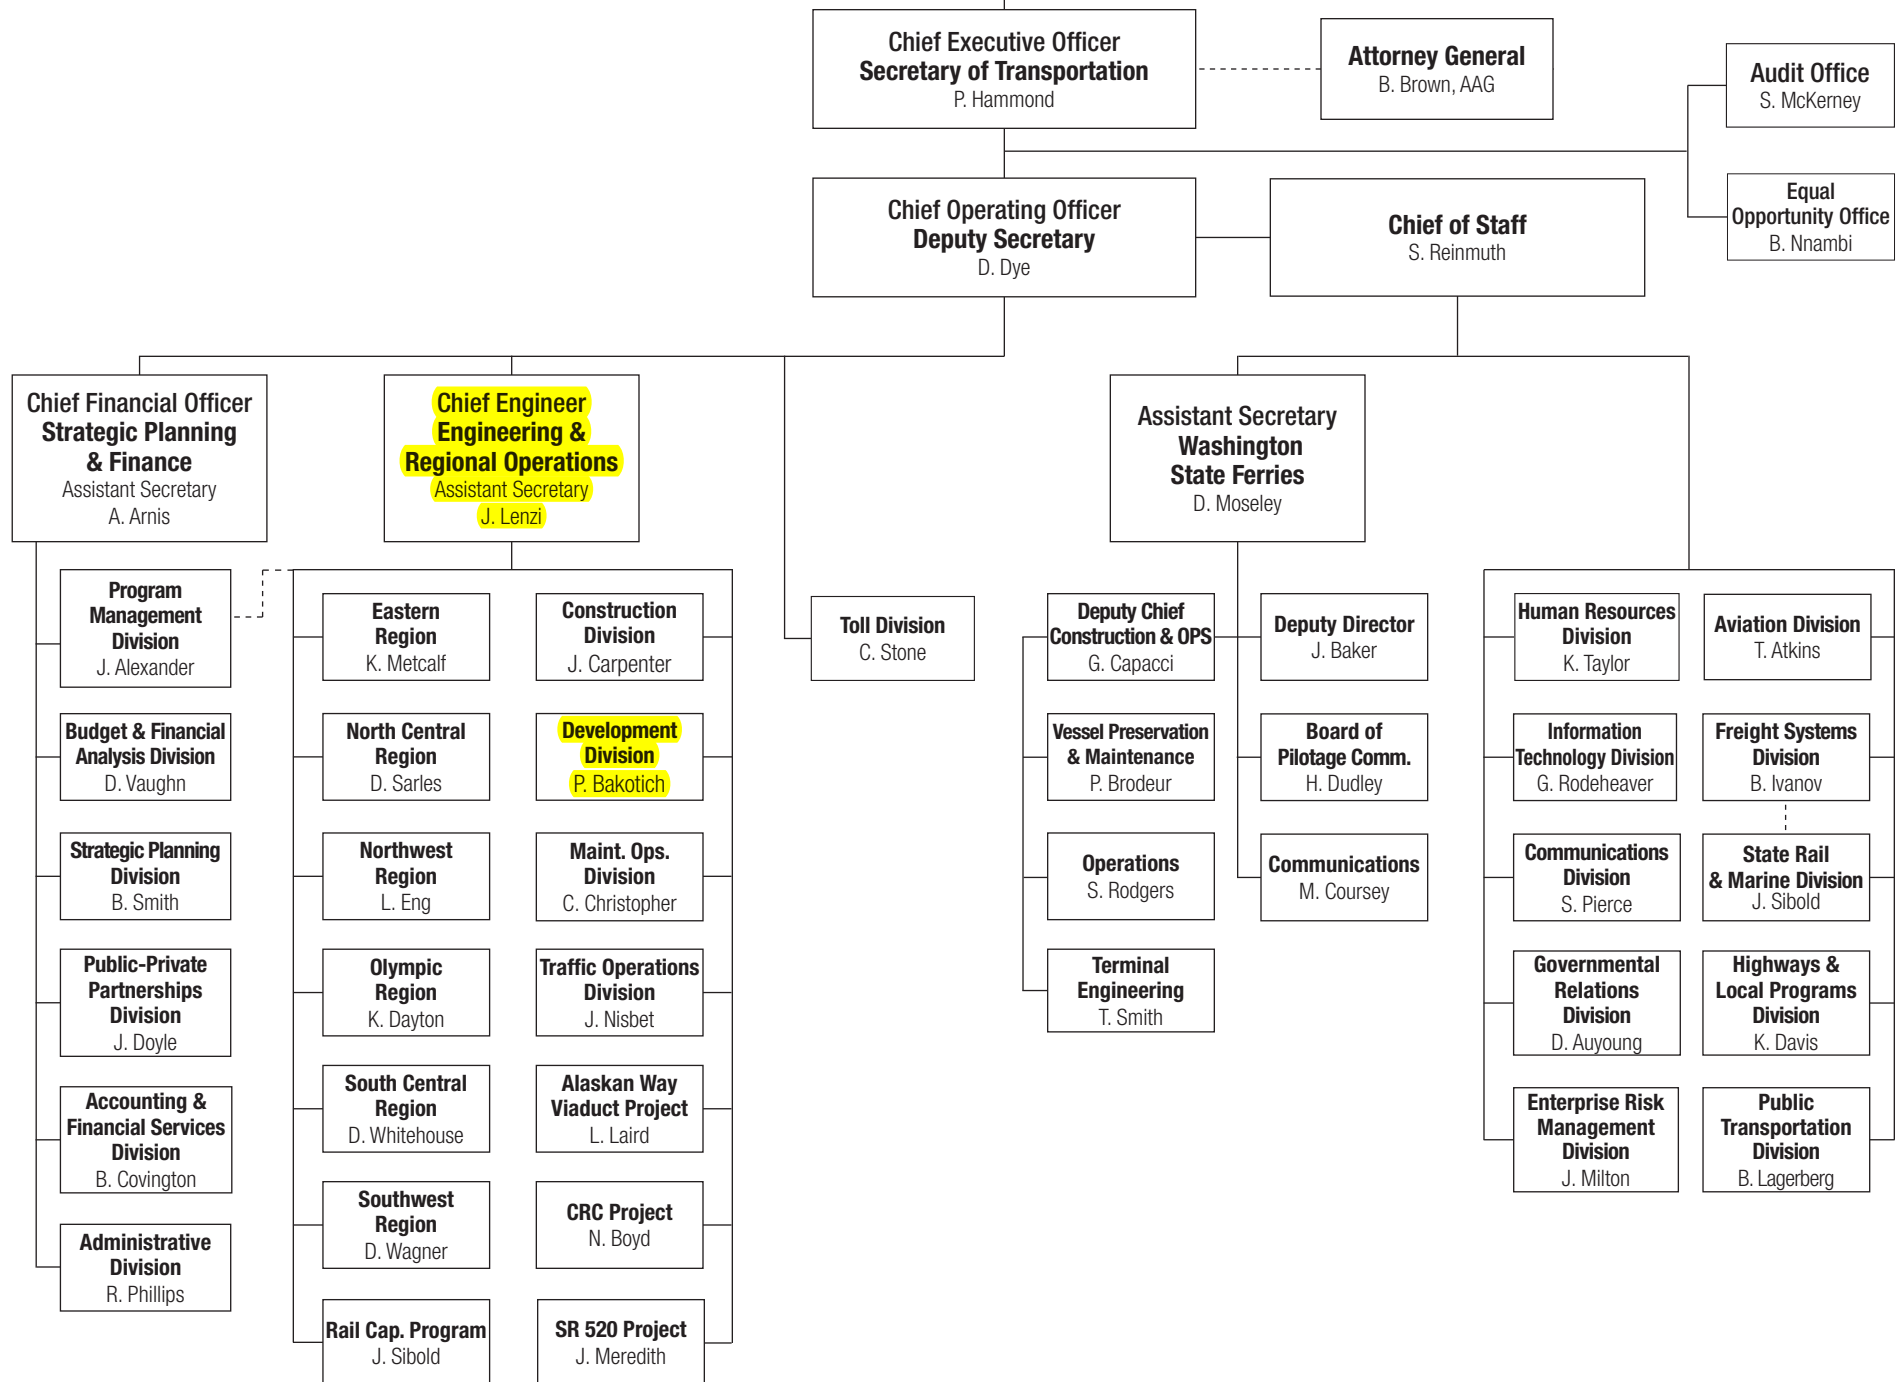 Chief Executive Officer
Secretary of Transportation
P. Hammond
Attorney General
B. Brown, AAG
Audit Office
S. McKerney
Equal
Opportunity Office
B. Nnambi
Chief Operating Officer
Deputy Secretary
D. Dye
Chief of Staff
S. Reinmuth
Chief Financial Officer
Strategic Planning
& Finance
Assistant Secretary
A. Arnis
Chief Engineer
Engineering &
Regional Operations
Assistant Secretary
J. Lenzi
Assistant Secretary
Washington
State Ferries
D. Moseley
Program
Management
Division
J. Alexander
Budget & Financial
Analysis Division
D. Vaughn
Strategic Planning
Division
B. Smith
Public-Private
Partnerships
Division
J. Doyle
Accounting &
Financial Services
Division
B. Covington
Administrative
Division
R. Phillips
Eastern
Region
K. Metcalf
North Central
Region
D. Sarles
Northwest
Region
L. Eng
Olympic
Region
K. Dayton
South Central
Region
D. Whitehouse
Southwest
Region
D. Wagner
Rail Cap. Program
J. Sibold
Construction
Division
J. Carpenter
Development
Division
P. Bakotich
Maint. Ops.
Division
C. Christopher
Traffic Operations
Division
J. Nisbet
Alaskan Way
Viaduct Project
L. Laird
CRC Project
N. Boyd
SR 520 Project
J. Meredith
Toll Division
C. Stone
Deputy Chief
Construction & OPS
G. Capacci
Vessel Preservation
& Maintenance
P. Brodeur
Operations
S. Rodgers
Terminal
Engineering
T. Smith
Deputy Director
J. Baker
Board of
Pilotage Comm.
H. Dudley
Communications
M. Coursey
Human Resources
Division
K. Taylor
Information
Technology Division
G. Rodeheaver
Communications
Division
S. Pierce
Governmental
Relations
Division
D. Auyoung
Enterprise Risk
Management
Division
J. Milton
Aviation Division
T. Atkins
Freight Systems
Division
B. Ivanov
State Rail
& Marine Division
J. Sibold
Highways &
Local Programs
Division
K. Davis
Public
Transportation
Division
B. Lagerberg